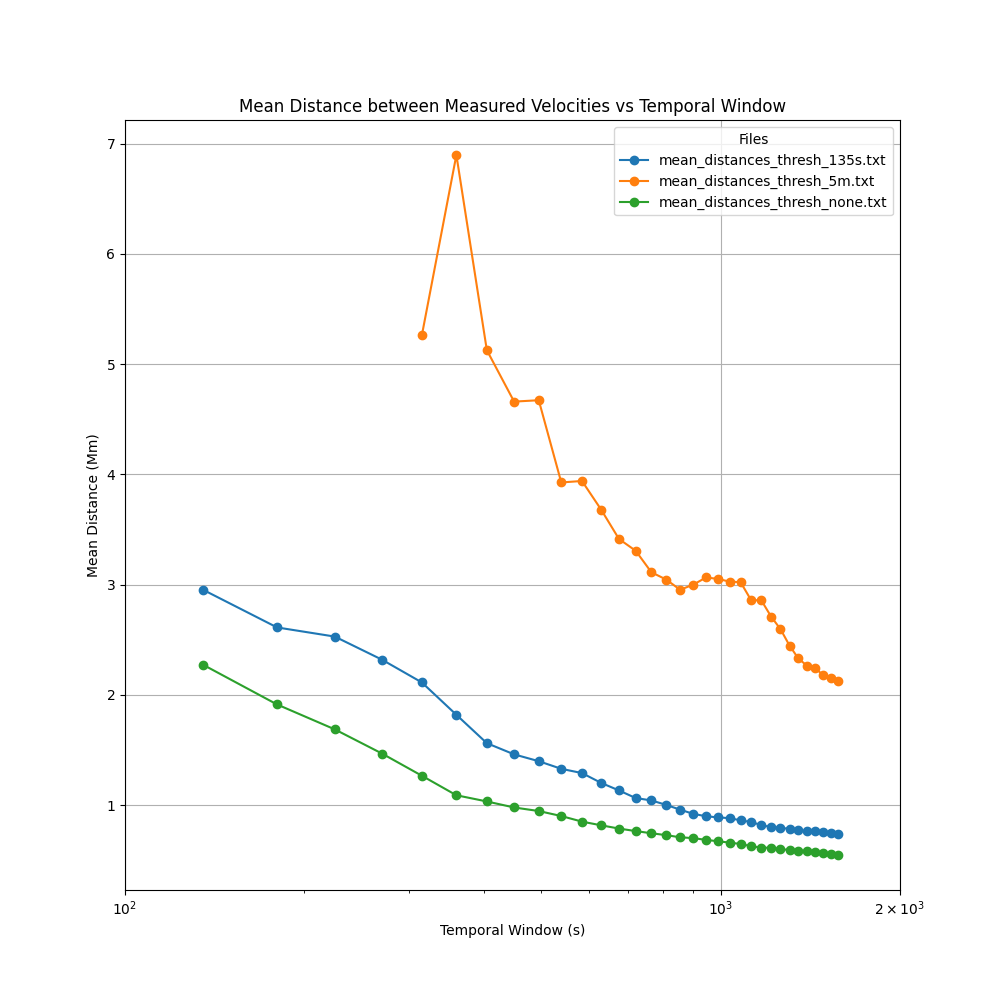 Mean Distance between Measured Velocities vs Temporal Window
Files
mean_distances_thresh_135s.txt
mean_distances_thresh_5m.txt
mean_distances_thresh_none.txt
7
6
5
4
3
2
1
Mean Distance (Mm)
10² 10³ 2 × 10³
Temporal Window (s)